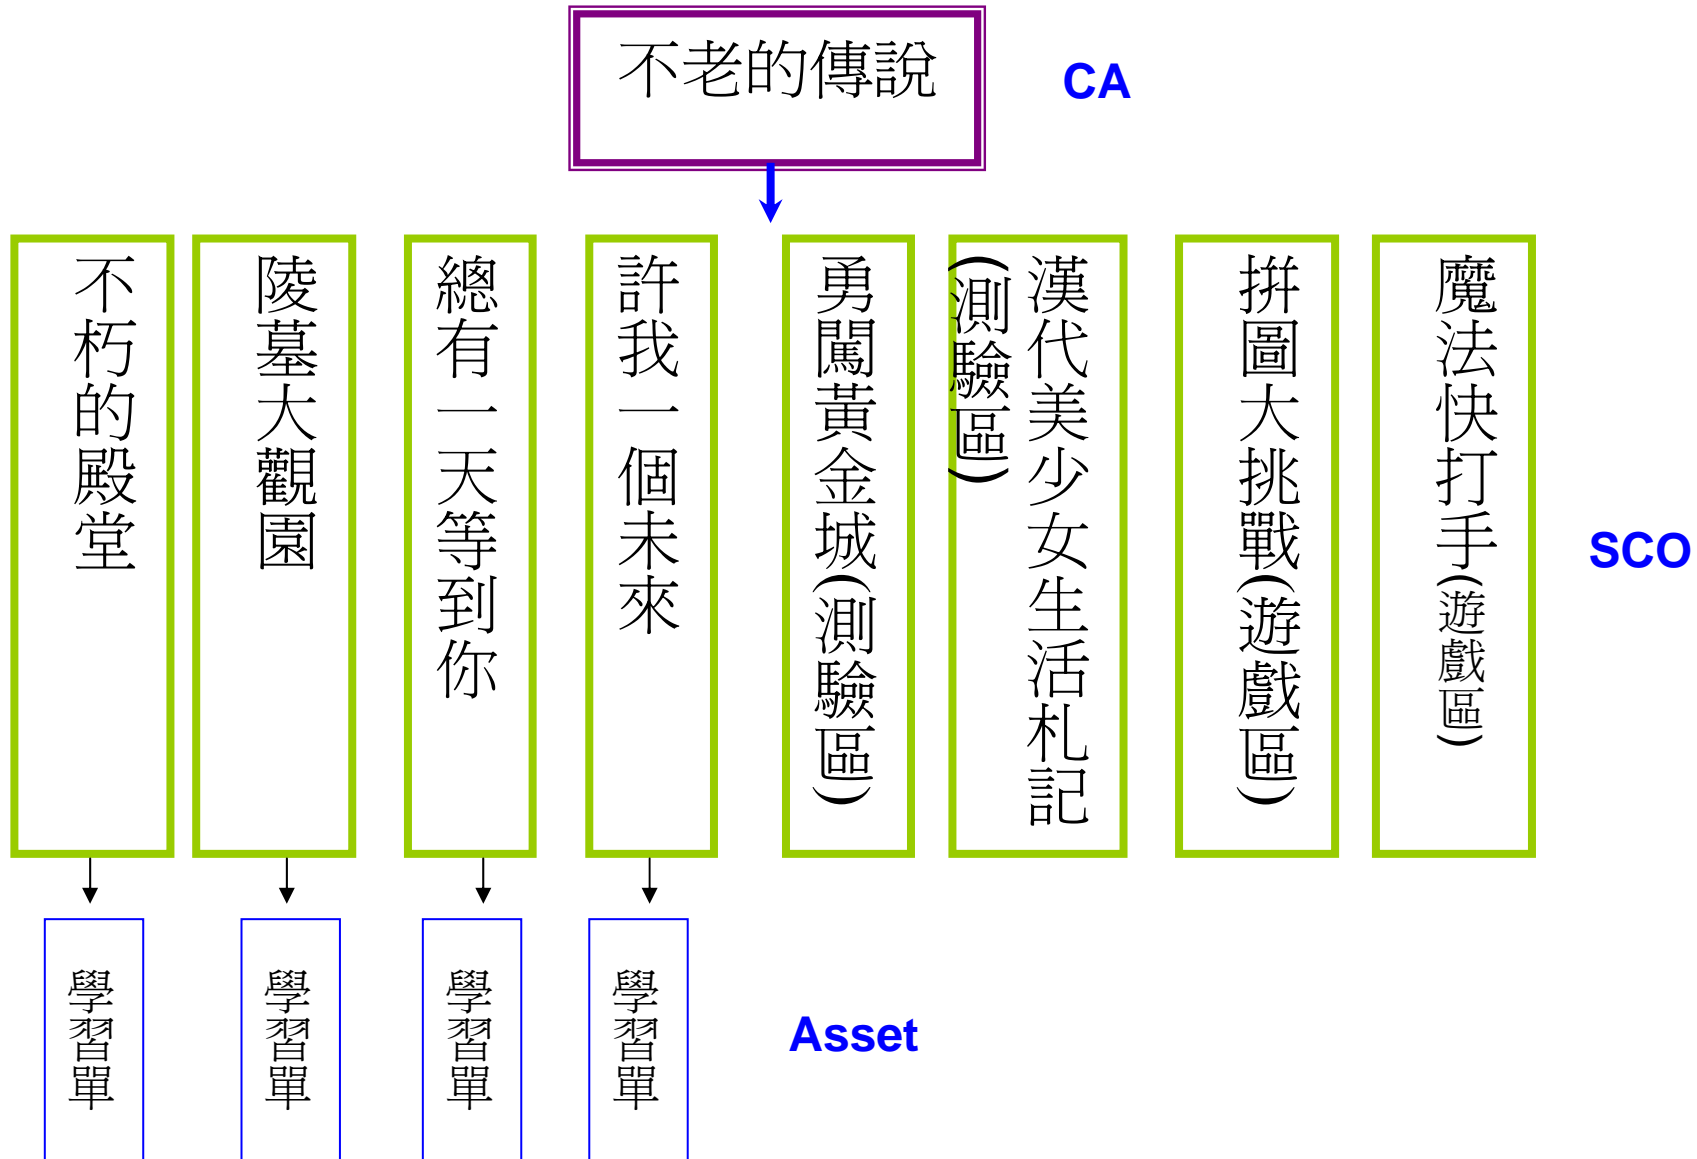 不老的傳說
CA
不朽的殿堂
陵墓大觀園
總有一天等到你
許我一個未來
勇闖黃金城(測驗區)
漢代美少女生活札記
(測驗區)
拼圖大挑戰(遊戲區)
魔法快打手(遊戲區)
SCO
學習單
學習單
學習單
學習單
Asset